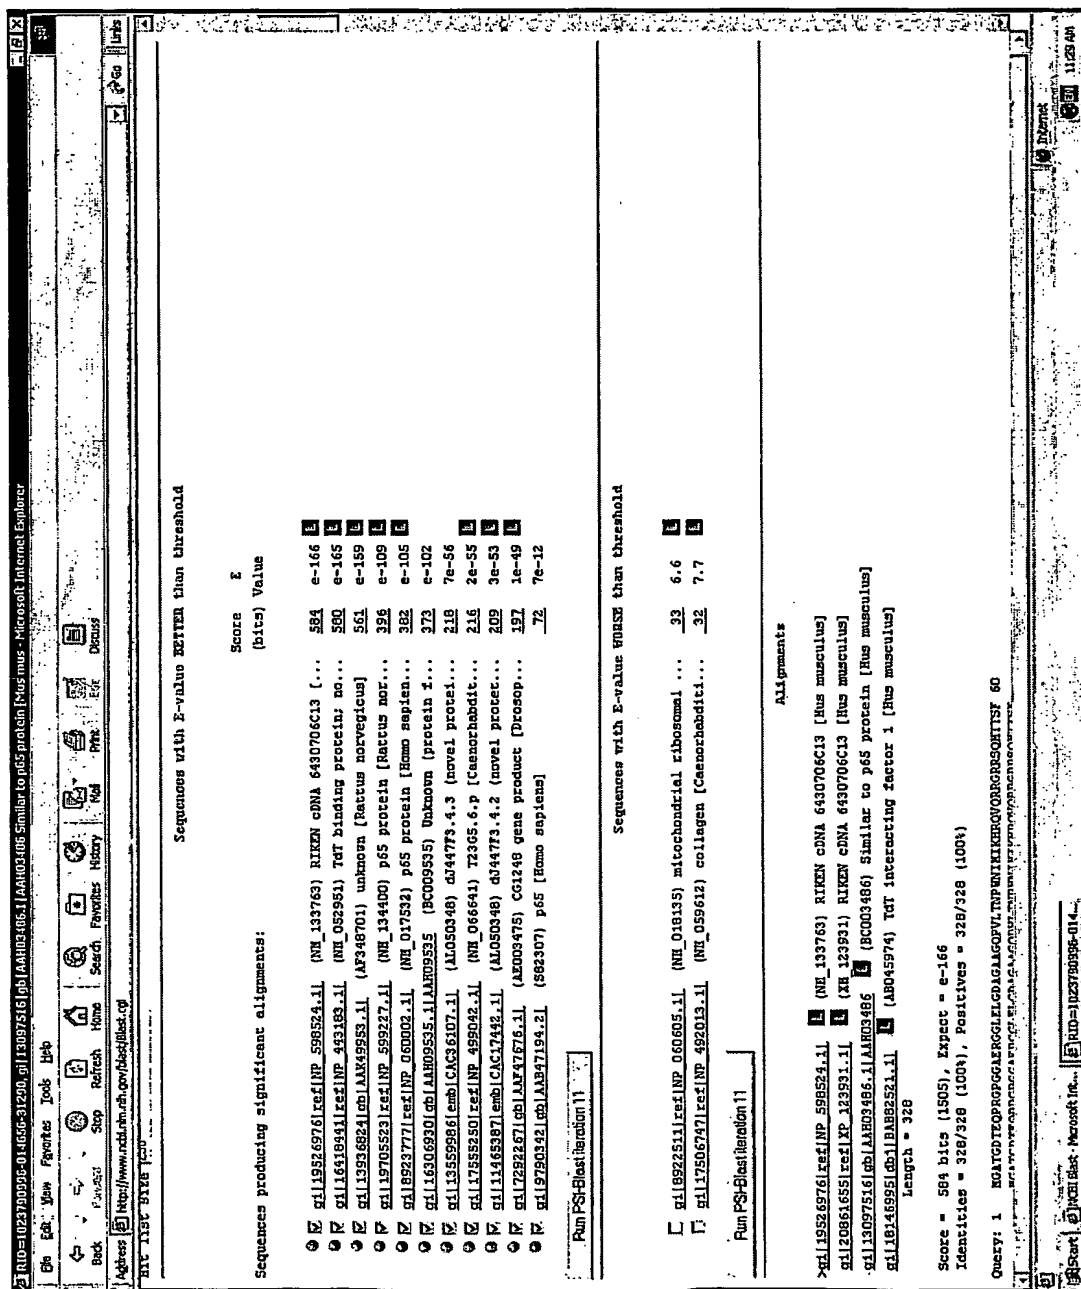 RID=1023790996-014656-31200, gi|13097516|gb|AAH03486.1|AAH03486 Similar to p65 protein [Mus mus - Microsoft Internet Explorer
File Edit View Favorites Tools Help
Back Stop Refresh Home Search Favorites History Mail Print Edit Discuss
Address http://www.ncbi.nlm.nih.gov/blast/Blast.cgi Go Links
Hit list size
Sequences with E-value BETTER than threshold
Score E
Sequences producing significant alignments: (bits) Value
gi|19526976|ref|NP_598524.1| (NM_133763) RIKEN cDNA 6430706C13 [... 584 e-166 L
gi|16418441|ref|NP_443183.1| (NM_052951) TdT binding protein; no... 580 e-165 L
gi|13936824|gb|AAK49953.1| (AF348701) unknown [Rattus norvegicus] 561 e-159 L
gi|19705523|ref|NP_599227.1| (NM_134400) p65 protein [Rattus nor... 396 e-109 L
gi|8923777|ref|NP_060002.1| (NM_017532) p65 protein [Homo sapien... 382 e-105 L
gi|16306930|gb|AAH09535.1|AAH09535 (BC009535) Unknown (protein f... 373 e-102
gi|13559986|emb|CAC36107.1| (AL050348) dJ447F3.4.3 (novel protei... 218 7e-56
gi|17555250|ref|NP_499042.1| (NM_066641) T23G5.6.p [Caenorhabdit... 216 2e-55 L
gi|11465387|emb|CAC17442.1| (AL050348) dJ447F3.4.2 (novel protei... 209 3e-53 L
gi|7292267|gb|AAF47676.1| (AE003475) CG1248 gene product [Drosop... 197 1e-49 L
gi|9790342|gb|AAB47194.2| (S82307) p65 [Homo sapiens] 72 7e-12
Run PSI-Blast iteration 11
Sequences with E-value WORSE than threshold
gi|8922511|ref|NP_060605.1| (NM_018135) mitochondrial ribosomal ... 33 6.6 L
gi|17506747|ref|NP_492013.1| (NM_059612) collagen [Caenorhabditi... 32 7.7 L
Run PSI-Blast iteration 11
Alignments
>gi|19526976|ref|NP_598524.1| L (NM_133763) RIKEN cDNA 6430706C13 [Mus musculus]
gi|20861655|ref|XP_123931.1| L (XM_123931) RIKEN cDNA 6430706C13 [Mus musculus]
gi|13097516|gb|AAH03486.1|AAH03486 L (BC003486) Similar to p65 protein [Mus musculus]
gi|18146995|dbj|BAB82521.1| L (AB045974) TdT interacting factor 1 [Mus musculus]
Length = 328
Score = 584 bits (1505), Expect = e-166
Identities = 328/328 (100%), Positives = 328/328 (100%)
Query: 1 MGATGDTEQPRGPGGAERGGLELGDAGAAGQPVLTNPWNIMIKHRQVQRRGRRSQMTTSF 60
Internet
Start NCBI Blast - Microsoft Int... RID=1023790996-014... 11:29 AM